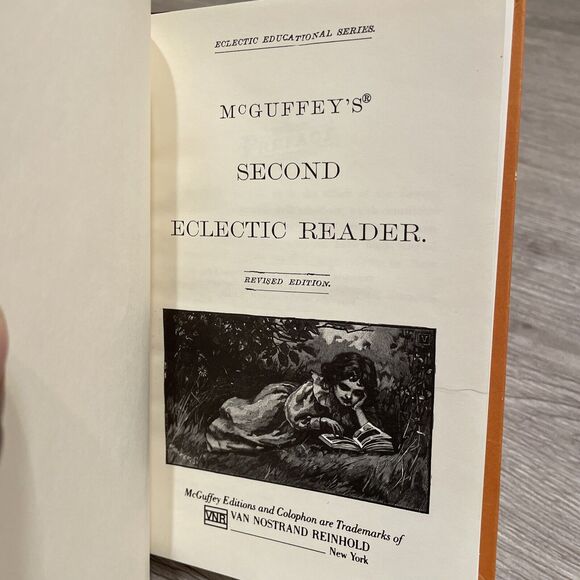 ECLECTIC EDUCATIONAL SERIES.
McGUFFEY'S®
SECOND
ECLECTIC READER.
REVISED EDITION.
McGuffey Editions and Colophon are Trademarks of
VNR VAN NOSTRAND REINHOLD
New York